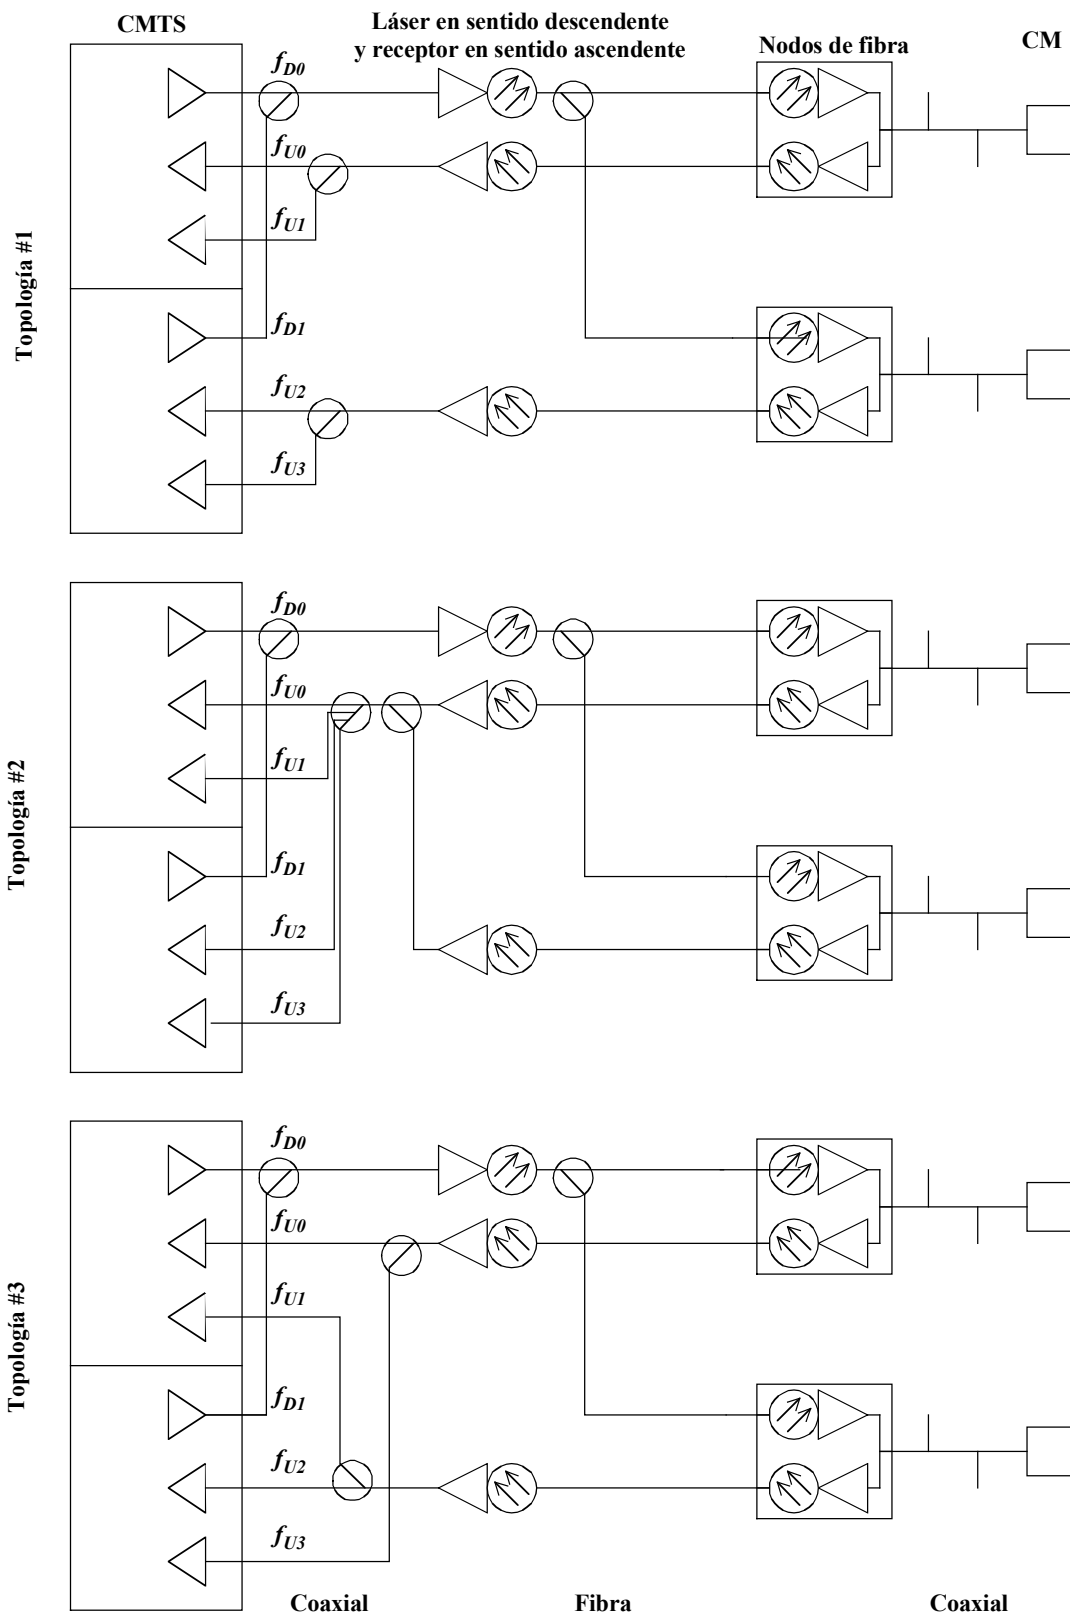 CMTS
Láser en sentido descendente
y receptor en sentido ascendente
Nodos de fibra
CM
Topología #1
fD0
fU0
fU1
fD1
fU2
fU3
Topología #2
fD0
fU0
fU1
fD1
fU2
fU3
Topología #3
fD0
fU0
fU1
fD1
fU2
fU3
Coaxial
Fibra
Coaxial